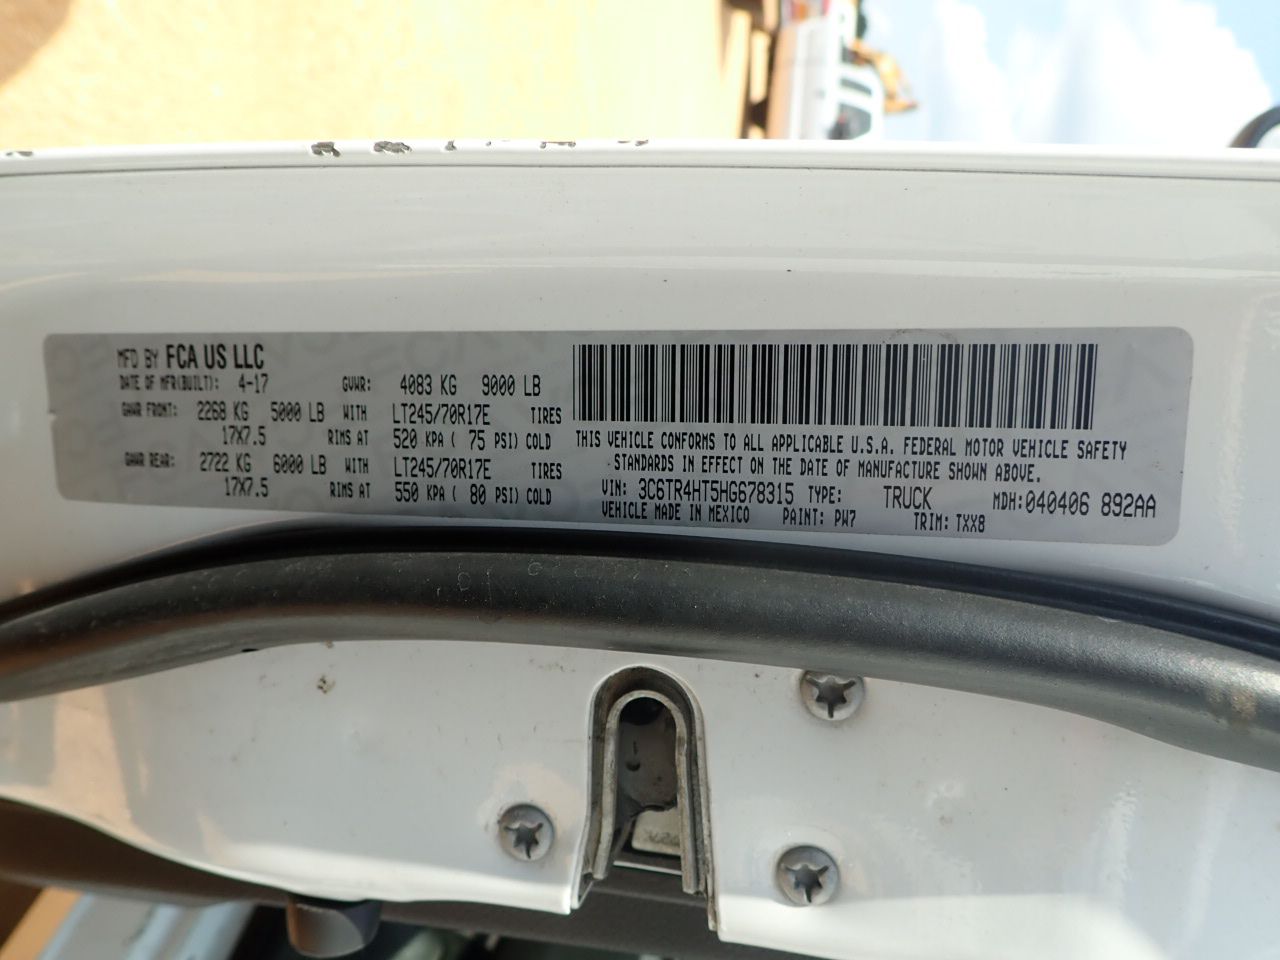 MFD BY FCA US LLC
DATE OF MFR(BUILT): 4-17 GVWR: 4083 KG 9000 LB
GAWR FRONT: 2268 KG 5000 LB WITH LT245/70R17E TIRES
17X7.5 RIMS AT 520 KPA ( 75 PSI) COLD
GAWR REAR: 2722 KG 6000 LB WITH LT245/70R17E TIRES
17X7.5 RIMS AT 550 KPA ( 80 PSI) COLD
THIS VEHICLE CONFORMS TO ALL APPLICABLE U.S.A. FEDERAL MOTOR VEHICLE SAFETY
STANDARDS IN EFFECT ON THE DATE OF MANUFACTURE SHOWN ABOVE.
VIN: 3C6TR4HT5HG678315 TYPE: TRUCK MDH: 040406 892AA
VEHICLE MADE IN MEXICO PAINT: PW7 TRIM: TXX8